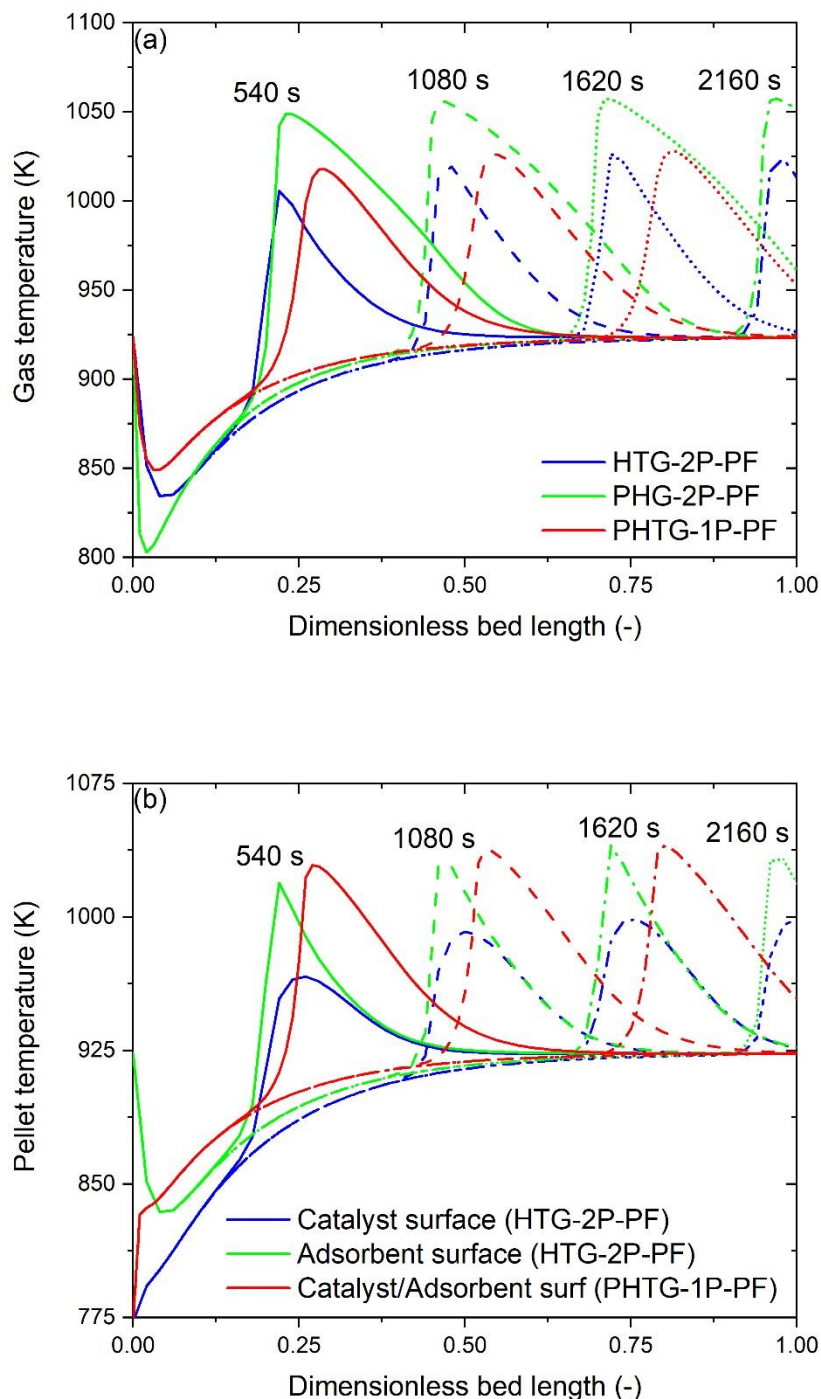 (a)
540 s
1080 s
1620 s
2160 s
1100
1050
1000
950
900
850
800
Gas temperature (K)
HTG-2P-PF
PHG-2P-PF
PHTG-1P-PF
0.00
0.25
0.50
0.75
1.00
Dimensionless bed length (-)
(b)
540 s
1080 s
1620 s
2160 s
1075
1000
925
850
775
Pellet temperature (K)
Catalyst surface (HTG-2P-PF)
Adsorbent surface (HTG-2P-PF)
Catalyst/Adsorbent surf (PHTG-1P-PF)
0.00
0.25
0.50
0.75
1.00
Dimensionless bed length (-)